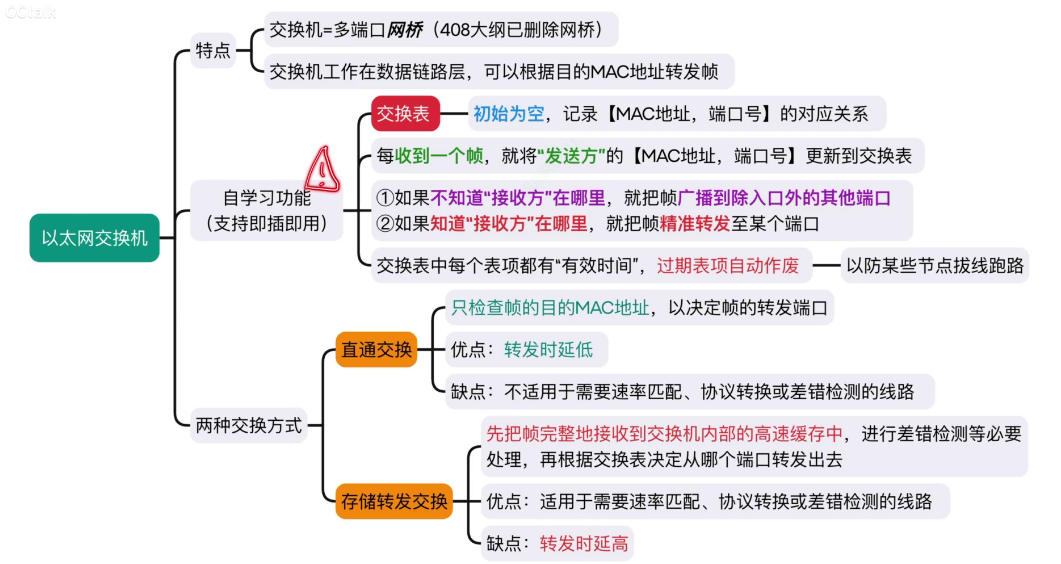 CCtalk
以太网交换机
特点
交换机=多端口网桥（408大纲已删除网桥）
交换机工作在数据链路层，可以根据目的MAC地址转发帧
自学习功能
（支持即插即用）
交换表
初始为空，记录【MAC地址，端口号】的对应关系
每收到一个帧，就将“发送方”的【MAC地址，端口号】更新到交换表
①如果不知道“接收方”在哪里，就把帧广播到除入口外的其他端口
②如果知道“接收方”在哪里，就把帧精准转发至某个端口
交换表中每个表项都有“有效时间”，过期表项自动作废
以防某些节点拔线跑路
两种交换方式
直通交换
只检查帧的目的MAC地址，以决定帧的转发端口
优点：转发时延低
缺点：不适用于需要速率匹配、协议转换或差错检测的线路
存储转发交换
先把帧完整地接收到交换机内部的高速缓存中，进行差错检测等必要
处理，再根据交换表决定从哪个端口转发出去
优点：适用于需要速率匹配、协议转换或差错检测的线路
缺点：转发时延高